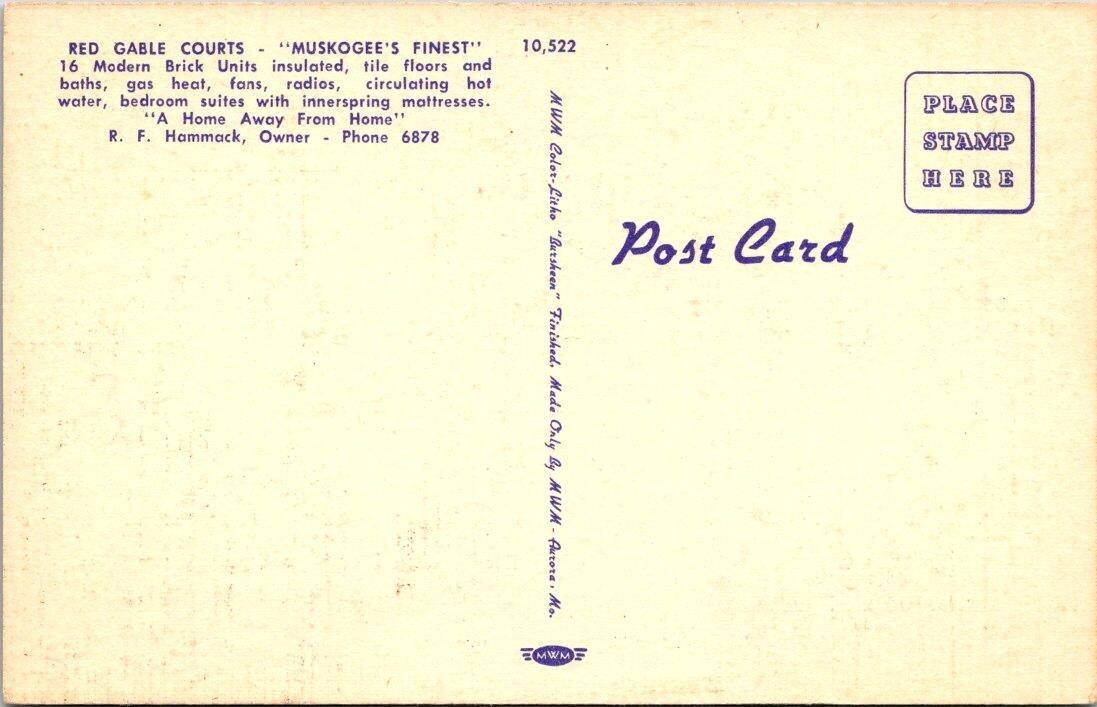 RED GABLE COURTS - "MUSKOGEE'S FINEST"
16 Modern Brick Units insulated, tile floors and
baths, gas heat, fans, radios, circulating hot
water, bedroom suites with innerspring mattresses.
"A Home Away From Home"
R. F. Hammack, Owner - Phone 6878
10,522
MWM Color-Litho "Bursheen" Finished. Made Only By MWM - Aurora, Mo.
MWM
Post Card
PLACE
STAMP
HERE